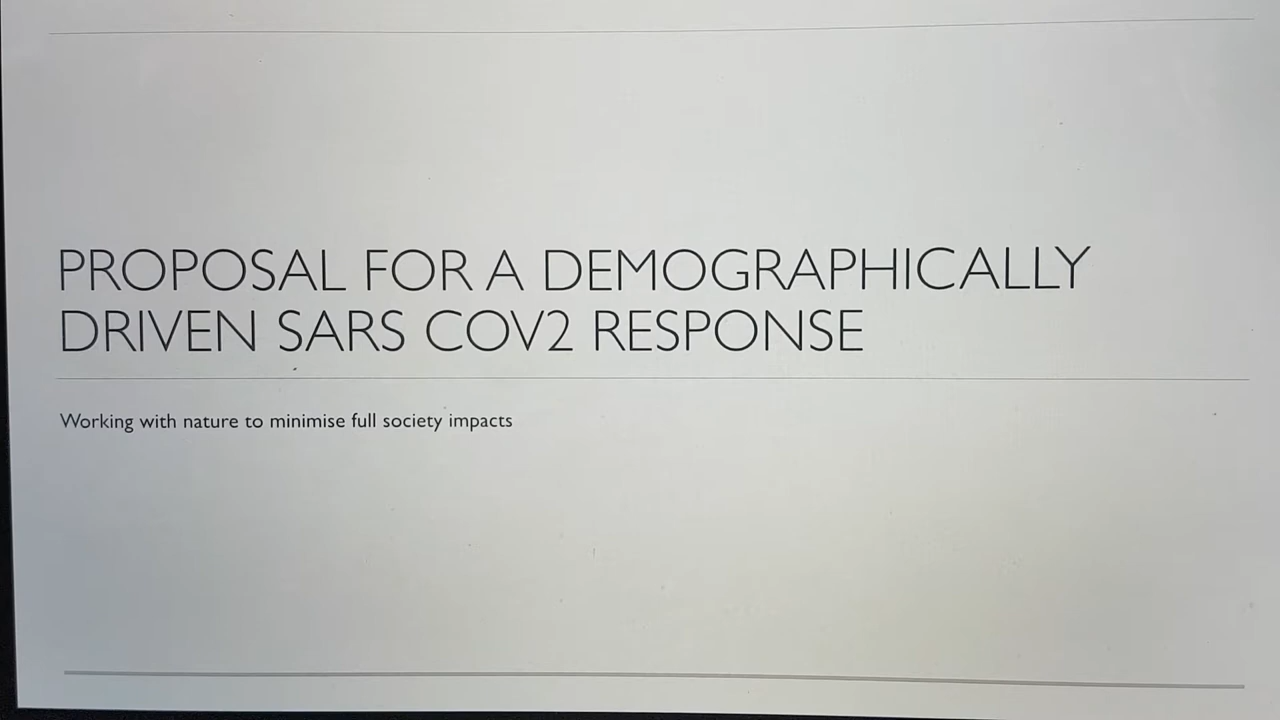 PROPOSAL FOR A DEMOGRAPHICALLY
DRIVEN SARS COV2 RESPONSE
Working with nature to minimise full society impacts